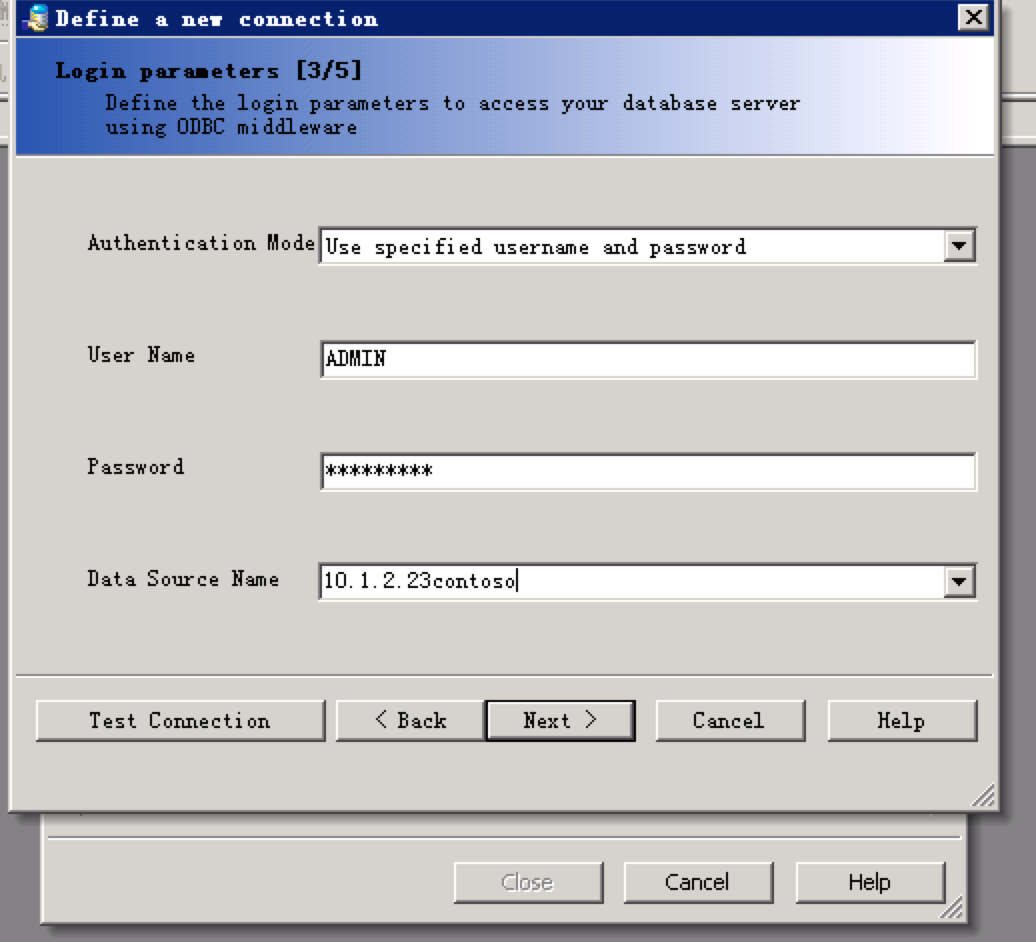 Define a new connection
Login parameters [3/5]
Define the login parameters to access your database server
using ODBC middleware
Authentication Mode Use specified username and password
User Name ADMIN
Password *********
Data Source Name 10.1.2.23contoso
Test Connection < Back Next > Cancel Help
Close Cancel Help